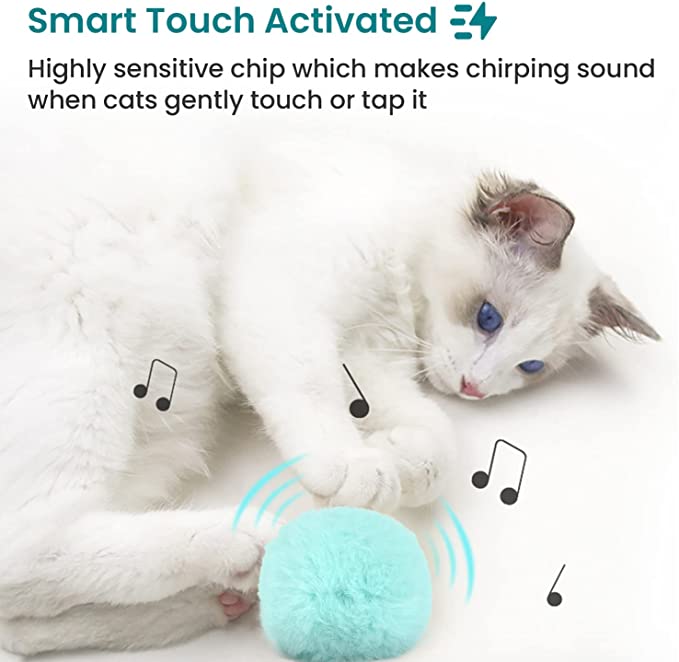 Smart Touch Activated
Highly sensitive chip which makes chirping sound
when cats gently touch or tap it